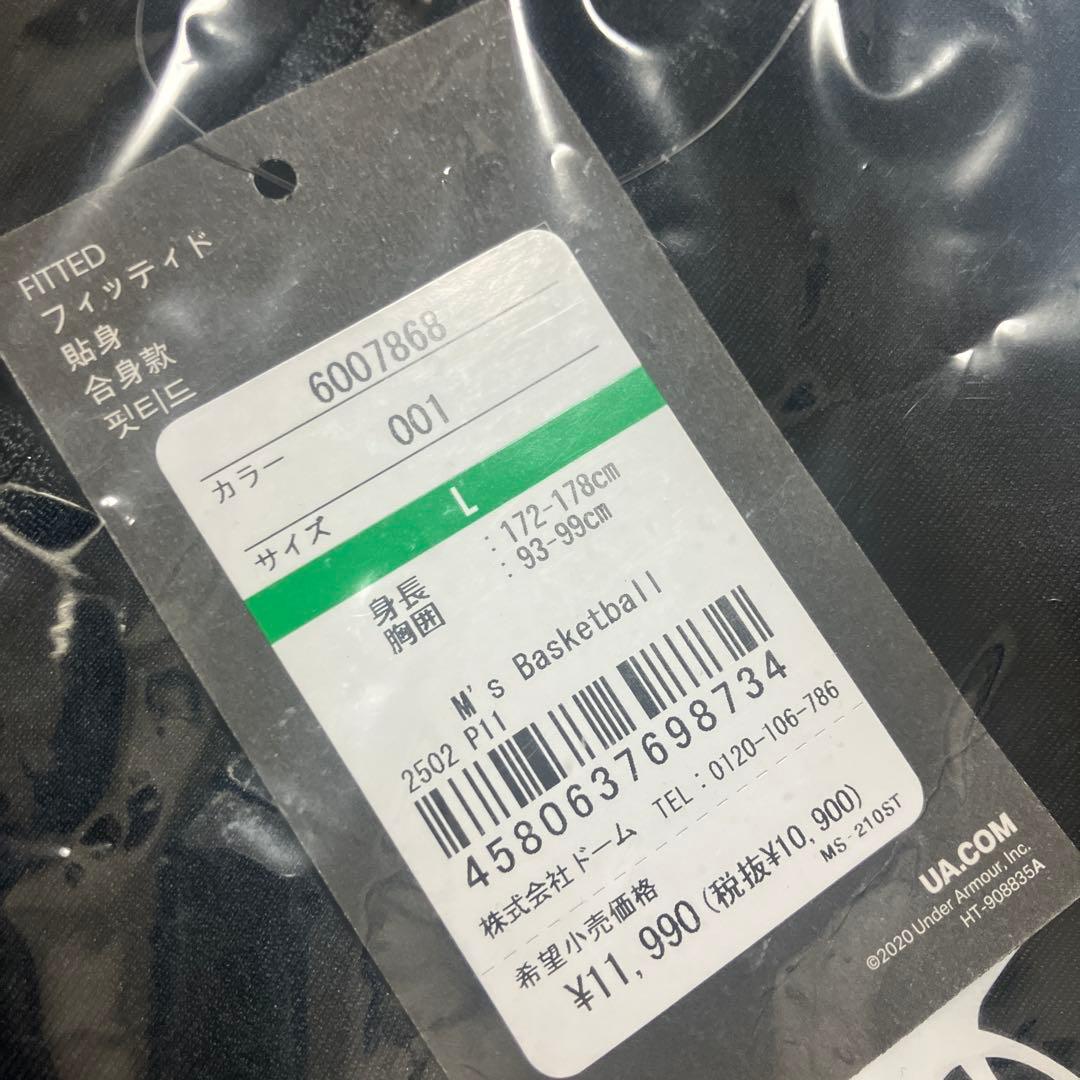 FITTED
フィッティド
貼身
合身款
핏티드
6007868
カラー 001
サイズ L
身長 : 172-178cm
胸囲 : 93-99cm
M's Basketball
2502 P11
4580637698734
株式会社ドーム TEL : 0120-106-786
希望小売価格
¥11,990 (税抜¥10,900)
MS-210ST
UA.COM
©2020 Under Armour, Inc.
HT-908835A